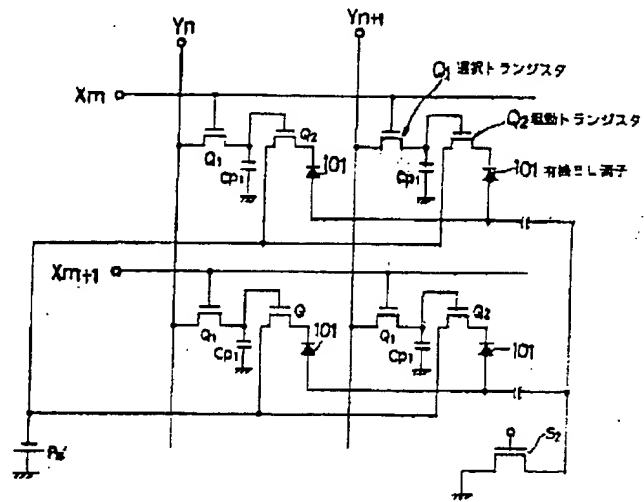 Yn
Yn+1
Q1 選択トランジスタ
Xm
Q2 駆動トランジスタ
Q1
Q2
Cp1
101
Cp1
101 有機EL素子
Xm+1
Q1
Q
Cp1
101
Q1
Q2
Cp1
101
S2